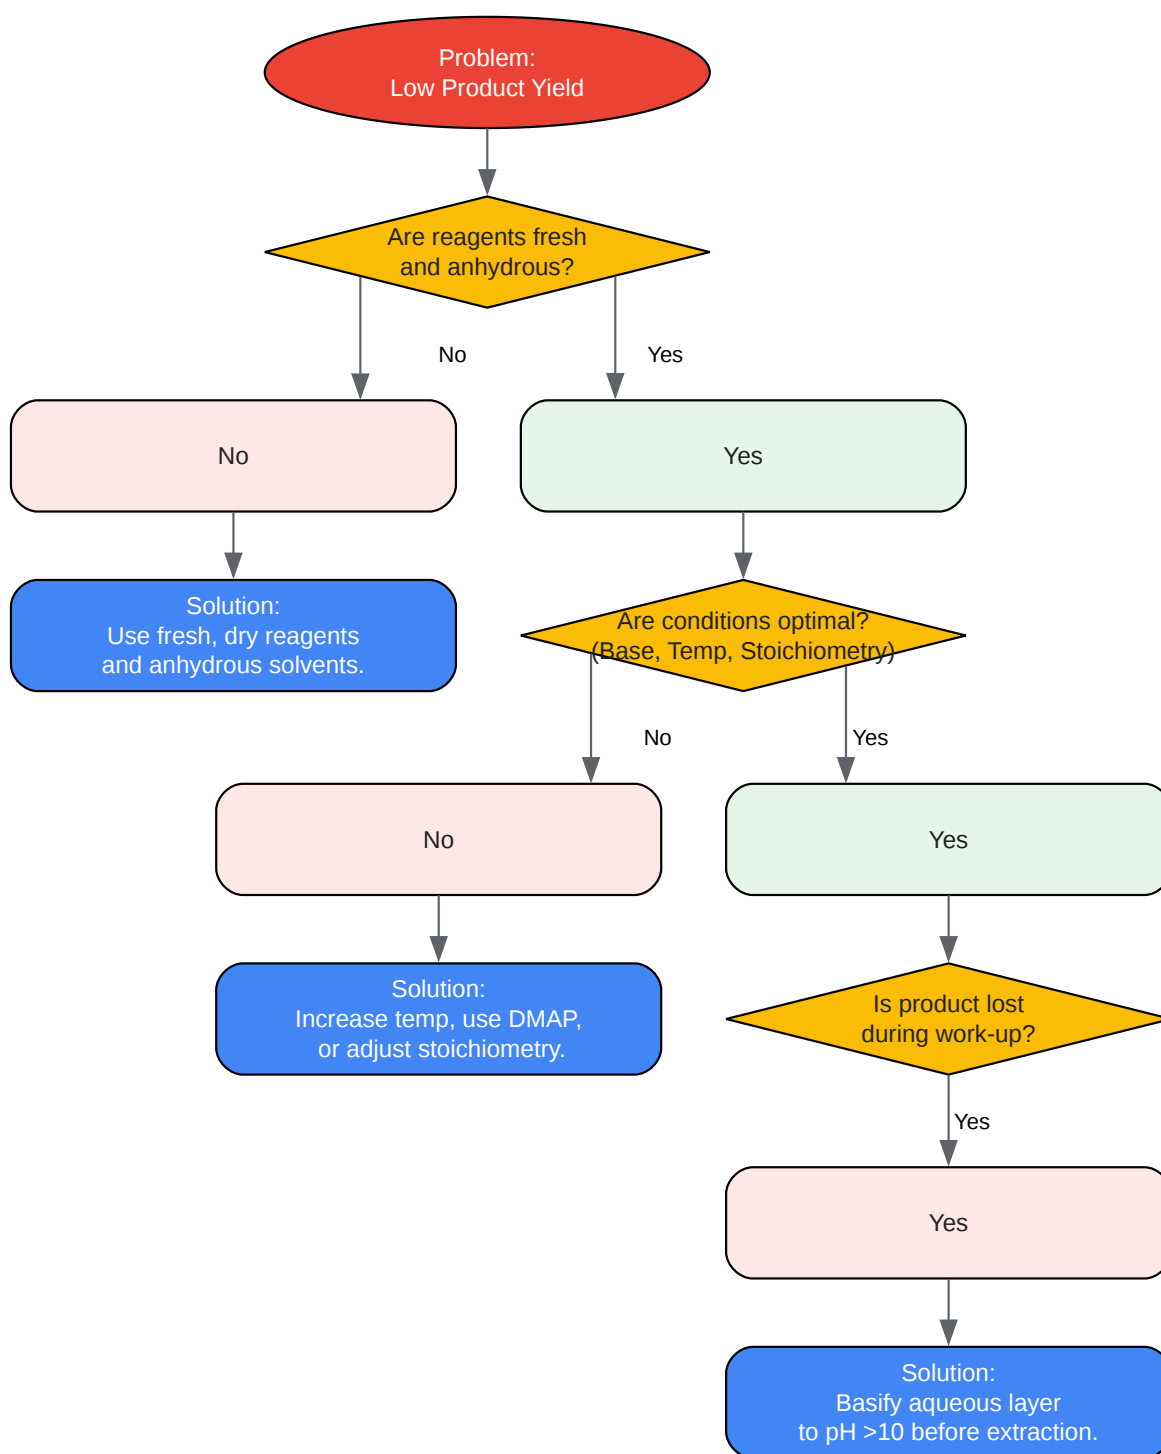 Problem:
Low Product Yield
Are reagents fresh
and anhydrous?
No
Yes
No
Yes
Solution:
Use fresh, dry reagents
and anhydrous solvents.
Are conditions optimal?
(Base, Temp, Stoichiometry)
No
Yes
No
Yes
Solution:
Increase temp, use DMAP,
or adjust stoichiometry.
Is product lost
during work-up?
Yes
Yes
Solution:
Basify aqueous layer
to pH >10 before extraction.